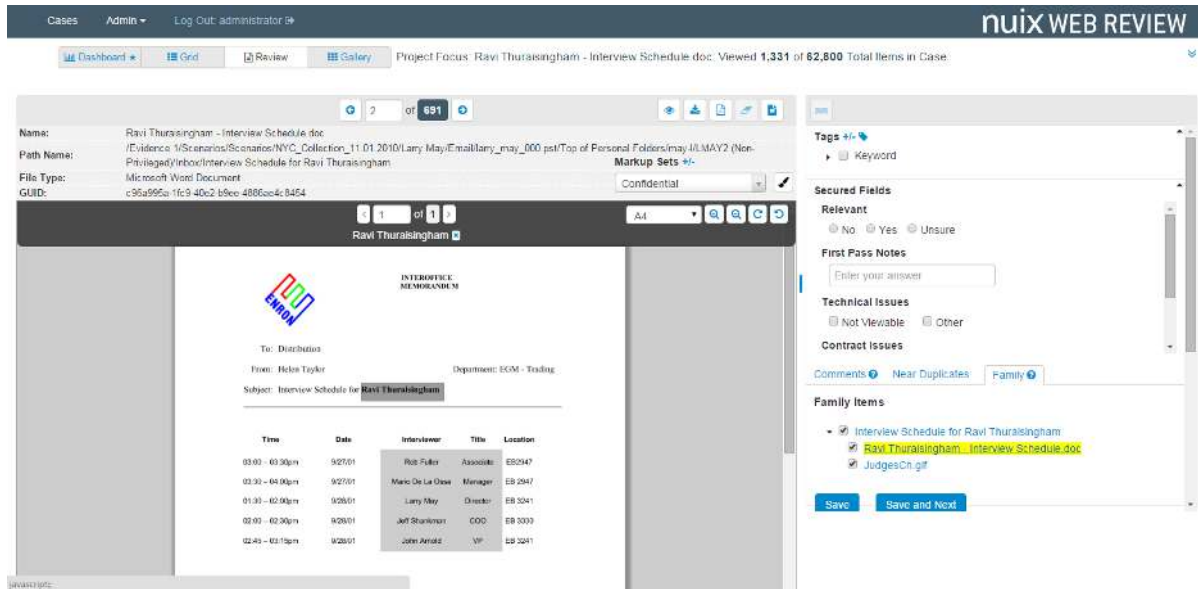 Cases Admin Log Out: administrator nuix WEB REVIEW
Dashboard Grid Review Gallery Project Focus: Ravi Thuraisingham - Interview Schedule.doc. Viewed 1,331 of 62,800 Total Items in Case
2 of 691
Name: Ravi Thuraisingham - Interview Schedule.doc
Path Name: /Evidence 1/Scenarios/Scenarios/NYC_Collection_11.01.2010/Larry May/Email/larry_may_000.pst/Top of Personal Folders/lmay-l/LMAY2 (Non-
Privileged)/Inbox/Interview Schedule for Ravi Thuraisingham
Markup Sets +/-
File Type: Microsoft Word Document
Confidential
GUID:
1 of 1
A4
Ravi Thuraisingham
ENRON
INTEROFFICE
MEMORANDUM
To: Distribution
From: Helen Taylor Department: EGM - Trading
Subject: Interview Schedule for Ravi Thuraisingham
Time Date Interviewer Title Location
03:00 - 03:30pm 9/27/01 Rob Fuller Associate EB2947
03:30 - 04:00pm 9/27/01 Mario De La Ossa Manager EB 2947
01:30 - 02:00pm 9/28/01 Larry May Director EB 3241
02:00 - 02:30pm 9/28/01 Jeff Shankman COO
02:45 - 03:15pm 9/28/01 John Arnold VP EB 3241
Tags +/-
Keyword
Secured Fields
Relevant
No Yes Unsure
First Pass Notes
Enter your answer
Technical Issues
Not Viewable Other
Contract Issues
Comments Near Duplicates Family
Family Items
Interview Schedule for Ravi Thuraisingham
Ravi Thuraisingham - Interview Schedule.doc
JudgesCh.gif
Save Save and Next